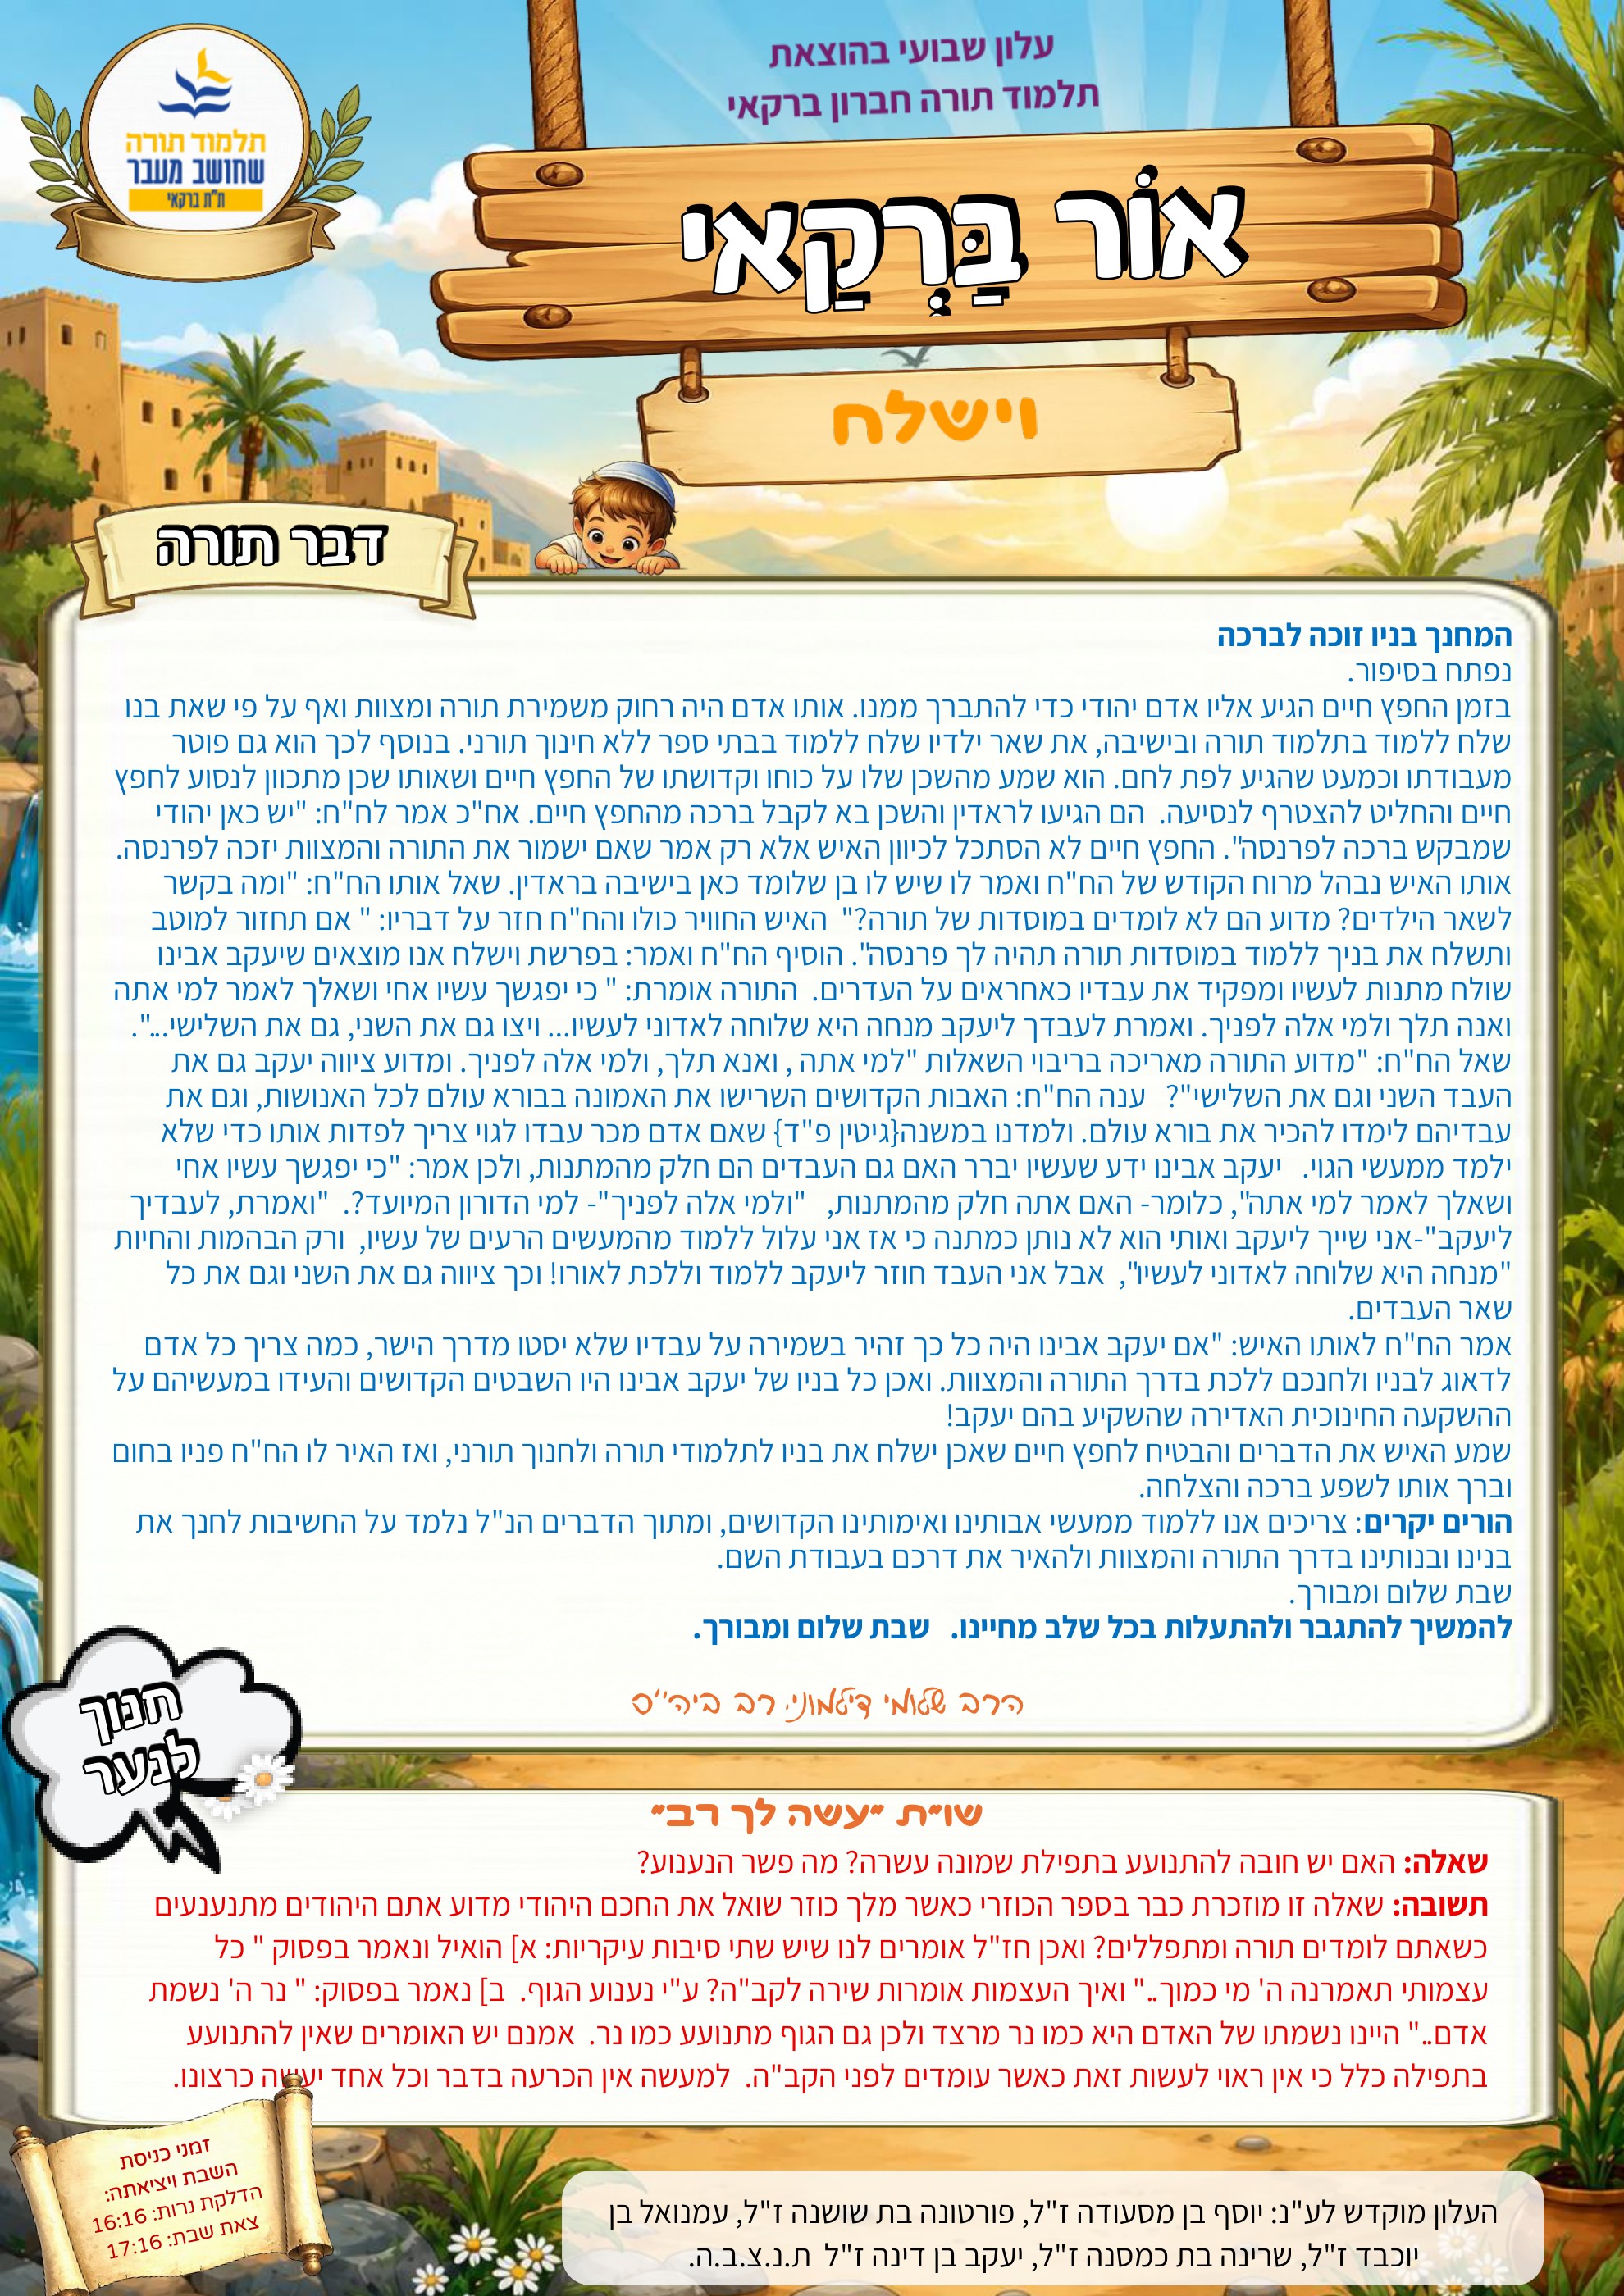 עלון שבועי בהוצאת
תלמוד תורה חברון ברקאי
תלמוד תורה
שחושב מעבר
ת"ת ברקאי
אוֹר בַּרְקַאי
וישלח
דבר תורה
המחנך בניו זוכה לברכה
נפתח בסיפור.
בזמן החפץ חיים הגיע אליו אדם יהודי כדי להתברך ממנו. אותו אדם היה רחוק משמירת תורה ומצוות ואף על פי שאת בנו
שלח ללמוד בתלמוד תורה ובישיבה, את שאר ילדיו שלח ללמוד בבתי ספר ללא חינוך תורני. בנוסף לכך הוא גם פוטר
מעבודתו וכמעט שהגיע לפת לחם. הוא שמע מהשכן שלו על כוחו וקדושתו של החפץ חיים ושאותו שכן מתכוון לנסוע לחפץ
חיים והחליט להצטרף לנסיעה.  הם הגיעו לראדין והשכן בא לקבל ברכה מהחפץ חיים. אח"כ אמר לח"ח: "יש כאן יהודי
שמבקש ברכה לפרנסה". החפץ חיים לא הסתכל לכיוון האיש אלא רק אמר שאם ישמור את התורה והמצוות יזכה לפרנסה.
אותו האיש נבהל מרוח הקודש של הח"ח ואמר לו שיש לו בן שלומד כאן בישיבה בראדין. שאל אותו הח"ח: "ומה בקשר
לשאר הילדים? מדוע הם לא לומדים במוסדות של תורה?"  האיש החוויר כולו והח"ח חזר על דבריו: " אם תחזור למוטב
ותשלח את בניך ללמוד במוסדות תורה תהיה לך פרנסה". הוסיף הח"ח ואמר: בפרשת וישלח אנו מוצאים שיעקב אבינו
שולח מתנות לעשיו ומפקיד את עבדיו כאחראים על העדרים.  התורה אומרת: " כי יפגשך עשיו אחי ושאלך לאמר למי אתה
ואנה תלך ולמי אלה לפניך. ואמרת לעבדך ליעקב מנחה היא שלוחה לאדוני לעשיו... ויצו גם את השני, גם את השלישי...".
שאל הח"ח: "מדוע התורה מאריכה בריבוי השאלות "למי אתה , ואנא תלך, ולמי אלה לפניך. ומדוע ציווה יעקב גם את
העבד השני וגם את השלישי"?  ענה הח"ח: האבות הקדושים השרישו את האמונה בבורא עולם לכל האנושות, וגם את
עבדיהם לימדו להכיר את בורא עולם. ולמדנו במשנה{גיטין פ"ד} שאם אדם מכר עבדו לגוי צריך לפדות אותו כדי שלא
ילמד ממעשי הגוי.  יעקב אבינו ידע שעשיו יברר האם גם העבדים הם חלק מהמתנות, ולכן אמר: "כי יפגשך עשיו אחי
ושאלך לאמר למי אתה", כלומר- האם אתה חלק מהמתנות,  "ולמי אלה לפניך"- למי הדורון המיועד?.  "ואמרת, לעבדיך
ליעקב"-אני שייך ליעקב ואותי הוא לא נותן כמתנה כי אז אני עלול ללמוד מהמעשים הרעים של עשיו,  ורק הבהמות והחיות
"מנחה היא שלוחה לאדוני לעשיו",  אבל אני העבד חוזר ליעקב ללמוד וללכת לאורו! וכך ציווה גם את השני וגם את כל
שאר העבדים.
אמר הח"ח לאותו האיש: "אם יעקב אבינו היה כל כך זהיר בשמירה על עבדיו שלא יסטו מדרך הישר, כמה צריך כל אדם
לדאוג לבניו ולחנכם ללכת בדרך התורה והמצוות. ואכן כל בניו של יעקב אבינו היו השבטים הקדושים והעידו במעשיהם על
ההשקעה החינוכית האדירה שהשקיע בהם יעקב!
שמע האיש את הדברים והבטיח לחפץ חיים שאכן ישלח את בניו לתלמודי תורה ולחנוך תורני, ואז האיר לו הח"ח פניו בחום
וברך אותו לשפע ברכה והצלחה.
הורים יקרים: צריכים אנו ללמוד ממעשי אבותינו ואימותינו הקדושים, ומתוך הדברים הנ"ל נלמד על החשיבות לחנך את
בנינו ובנותינו בדרך התורה והמצוות ולהאיר את דרכם בעבודת השם.
שבת שלום ומבורך.
להמשיך להתגבר ולהתעלות בכל שלב מחיינו.  שבת שלום ומבורך.
הרב שלומי דילמוני, רב ביה''ס
חנוך
לנער
שו״ת ״עשה לך רב״
שאלה: האם יש חובה להתנועע בתפילת שמונה עשרה? מה פשר הנענוע?
תשובה: שאלה זו מוזכרת כבר בספר הכוזרי כאשר מלך כוזר שואל את החכם היהודי מדוע אתם היהודים מתנענעים
כשאתם לומדים תורה ומתפללים? ואכן חז"ל אומרים לנו שיש שתי סיבות עיקריות: א] הואיל ונאמר בפסוק " כל
עצמותי תאמרנה ה' מי כמוך.." ואיך העצמות אומרות שירה לקב"ה? ע"י נענוע הגוף.  ב] נאמר בפסוק: " נר ה' נשמת
אדם.." היינו נשמתו של האדם היא כמו נר מרצד ולכן גם הגוף מתנועע כמו נר.  אמנם יש האומרים שאין להתנועע
בתפילה כלל כי אין ראוי לעשות זאת כאשר עומדים לפני הקב"ה.  למעשה אין הכרעה בדבר וכל אחד יעשה כרצונו.
זמני כניסת
השבת ויציאתה:
הדלקת נרות: 16:16
צאת שבת: 17:16
העלון מוקדש לע"נ: יוסף בן מסעודה ז"ל, פורטונה בת שושנה ז"ל, עמנואל בן
יוכבד ז"ל, שרינה בת כמסנה ז"ל, יעקב בן דינה ז"ל  ת.נ.צ.ב.ה.